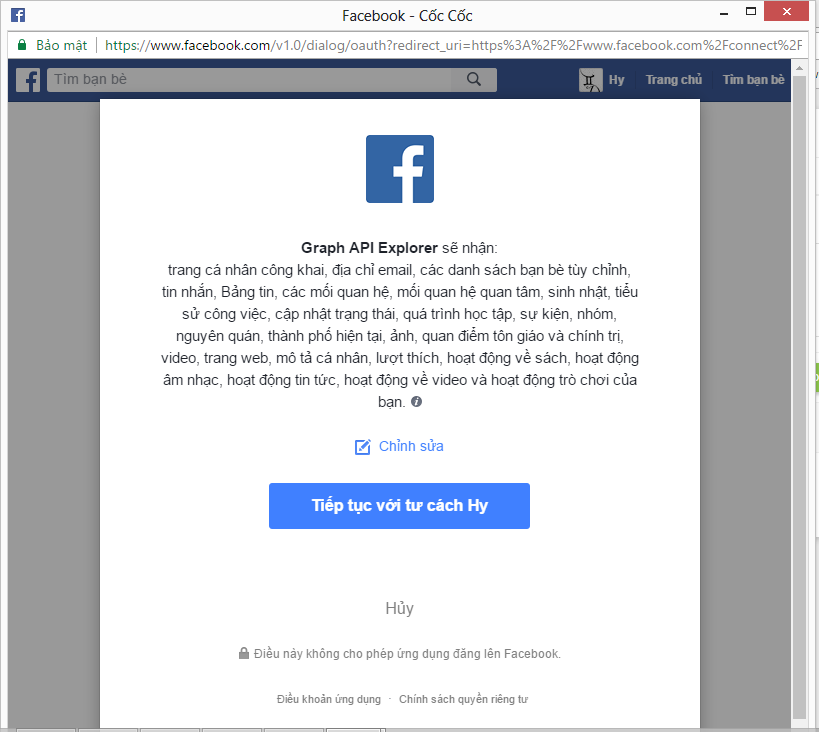 Facebook - Cốc Cốc
Bảo mật | https://www.facebook.com/v1.0/dialog/oauth?redirect_uri=https%3A%2F%2Fwww.facebook.com%2Fconnect%2F
Tìm bạn bè
Hy Trang chủ Tìm bạn bè
Graph API Explorer sẽ nhận:
trang cá nhân công khai, địa chỉ email, các danh sách bạn bè tùy chỉnh,
tin nhắn, Bảng tin, các mối quan hệ, mối quan hệ quan tâm, sinh nhật, tiểu
sử công việc, cập nhật trạng thái, quá trình học tập, sự kiện, nhóm,
nguyên quán, thành phố hiện tại, ảnh, quan điểm tôn giáo và chính trị,
video, trang web, mô tả cá nhân, lượt thích, hoạt động về sách, hoạt động
âm nhạc, hoạt động tin tức, hoạt động về video và hoạt động trò chơi của
bạn.
Chỉnh sửa
Tiếp tục với tư cách Hy
Hủy
Điều này không cho phép ứng dụng đăng lên Facebook.
Điều khoản ứng dụng · Chính sách quyền riêng tư